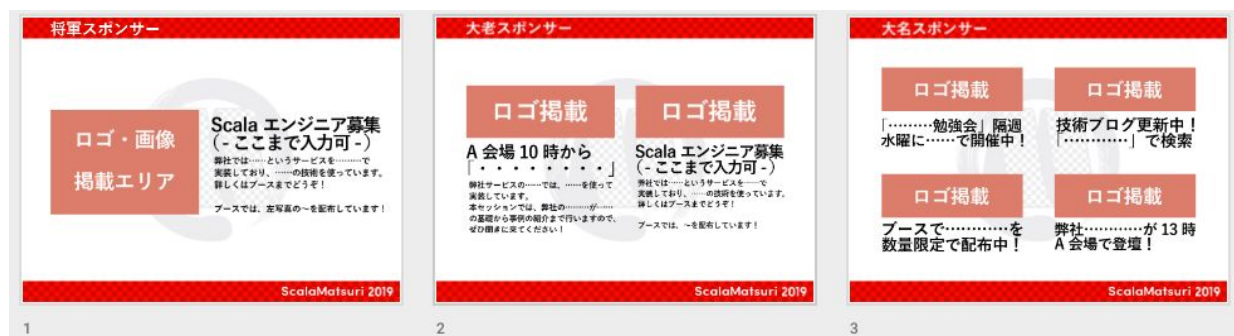 将軍スポンサー
ロゴ・画像
掲載エリア
Scala エンジニア募集
(- ここまで入力可 -)
弊社では……というサービスを………で
実装しており、……の技術を使っています。
詳しくはブースまでどうぞ！
ブースでは、左写真の〜を配布しています！
ScalaMatsuri 2019
1
大老スポンサー
ロゴ掲載
A 会場 10 時から
「・・・・・・・・」
弊社サービスの……では、……を使って
実装しています。
本セッションでは、弊社の………が……
の基礎から事例の紹介まで行いますので、
ぜひ聞きに来てください！
ロゴ掲載
Scala エンジニア募集
(- ここまで入力可 -)
弊社では……というサービスを……で
実装しており、……の技術を使っています。
詳しくはブースまでどうぞ！
ブースでは、〜を配布しています！
ScalaMatsuri 2019
2
大名スポンサー
ロゴ掲載
「………勉強会」隔週
水曜に……で開催中！
ロゴ掲載
技術ブログ更新中！
「…………」で検索
ロゴ掲載
ブースで…………を
数量限定で配布中！
ロゴ掲載
弊社…………が 13 時
A 会場で登壇！
ScalaMatsuri 2019
3